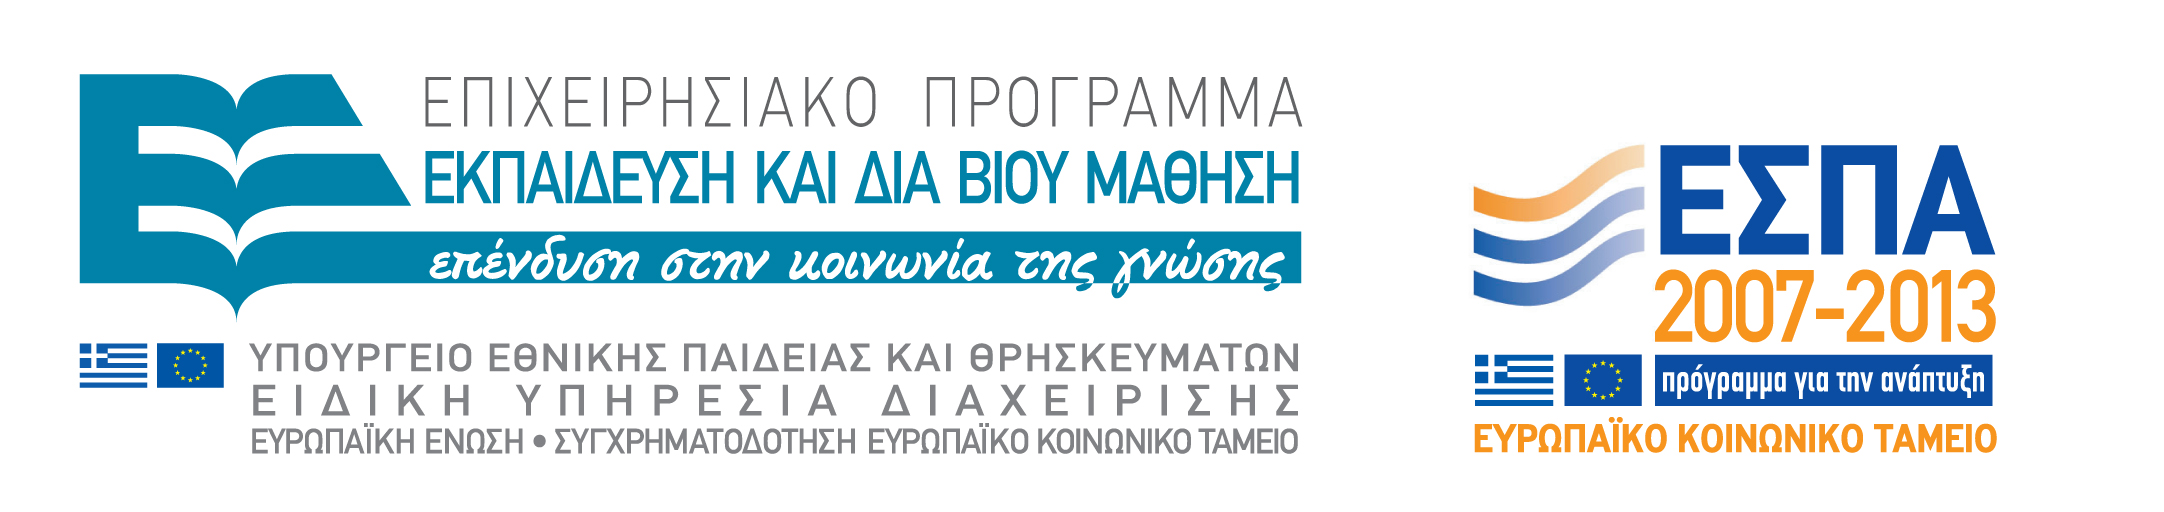 ΕΠΙΧΕΙΡΗΣΙΑΚΟ ΠΡΟΓΡΑΜΜΑ
ΕΚΠΑΙΔΕΥΣΗ ΚΑΙ ΔΙΑ ΒΙΟΥ ΜΑΘΗΣΗ
επένδυση στην κοινωνία της γνώσης
ΥΠΟΥΡΓΕΙΟ ΕΘΝΙΚΗΣ ΠΑΙΔΕΙΑΣ ΚΑΙ ΘΡΗΣΚΕΥΜΑΤΩΝ
ΕΙΔΙΚΗ ΥΠΗΡΕΣΙΑ ΔΙΑΧΕΙΡΙΣΗΣ
ΕΥΡΩΠΑΪΚΗ ΕΝΩΣΗ • ΣΥΓΧΡΗΜΑΤΟΔΟΤΗΣΗ ΕΥΡΩΠΑΪΚΟ ΚΟΙΝΩΝΙΚΟ ΤΑΜΕΙΟ
ΕΣΠΑ
2007-2013
πρόγραμμα για την ανάπτυξη
ΕΥΡΩΠΑΪΚΟ ΚΟΙΝΩΝΙΚΟ ΤΑΜΕΙΟ